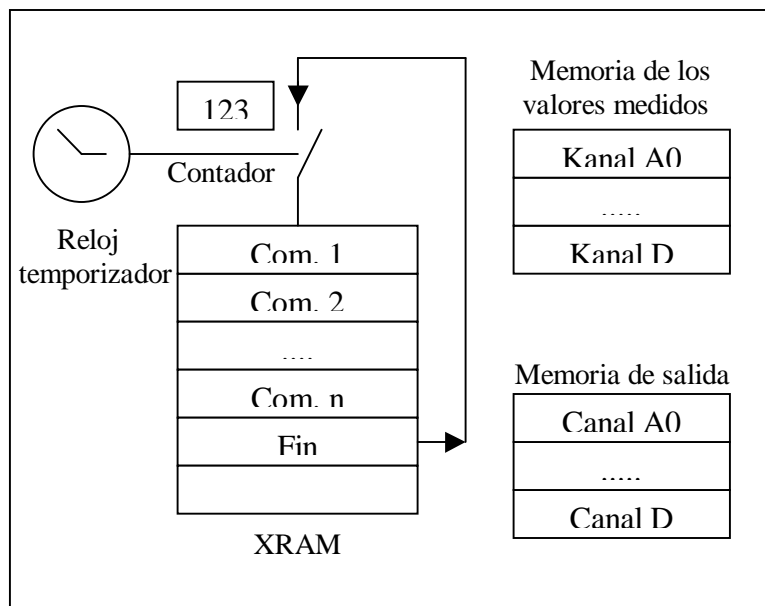 123
Contador
Reloj
temporizador
Com. 1
Com. 2
....
Com. n
Fin
XRAM
Memoria de los
valores medidos
Kanal A0
.....
Kanal D
Memoria de salida
Canal A0
.....
Canal D